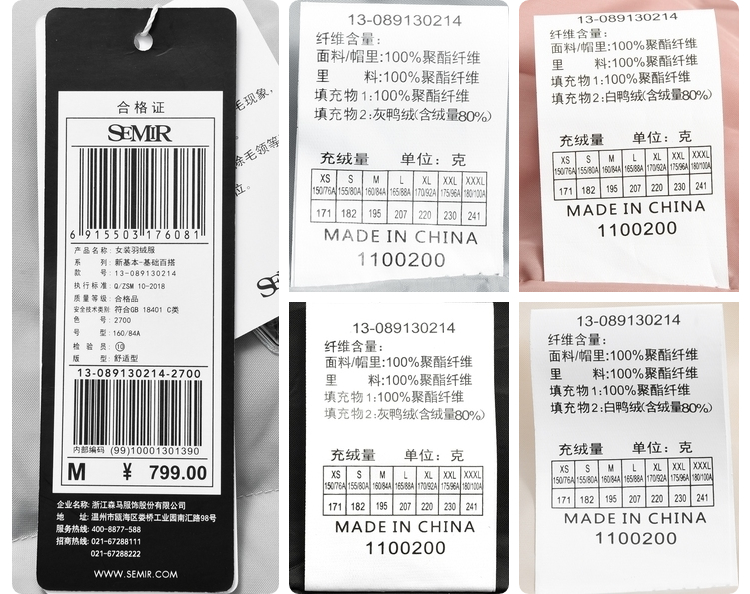 合格证
SEMIR
6 915503 176081
产品名称: 女装羽绒服
系 列: 新基本-基础百搭
款 号: 13-089130214
执行标准: Q/ZSM 10-2018
质量等级: 合格品
安全技术类别: 符合GB 18401 C类
色 号: 2700
号 型: 160/84A
检 验 员: ⑩
版 型: 舒适型
13-089130214-2700
内部编码 (99)10001301390
M ¥ 799.00
企业名称: 浙江森马服饰股份有限公司
地 址: 温州市瓯海区娄桥工业园南汇路98号
服务热线: 400-8877-588
招商热线: 021-67288111
021-67288222
WWW.SEMIR.COM
毛现象,
除毛领等
位。
13-089130214
纤维含量:
面料/帽里:100%聚酯纤维
里 料:100%聚酯纤维
填充物1:100%聚酯纤维
填充物2:灰鸭绒(含绒量80%)
充绒量 单位: 克
XS S M L XL XXL XXXL
150/76A 155/80A 160/84A 165/88A 170/92A 175/96A 180/100A
171 182 195 207 220 230 241
MADE IN CHINA
1100200
13-089130214
纤维含量:
面料/帽里:100%聚酯纤维
里 料:100%聚酯纤维
填充物1:100%聚酯纤维
填充物2:白鸭绒(含绒量80%)
充绒量 单位: 克
XS S M L XL XXL XXXL
150/76A 155/80A 160/84A 165/88A 170/92A 175/96A 180/100A
171 182 195 207 220 230 241
MADE IN CHINA
1100200
13-089130214
纤维含量:
面料/帽里:100%聚酯纤维
里 料:100%聚酯纤维
填充物1:100%聚酯纤维
填充物2:灰鸭绒(含绒量80%)
充绒量 单位: 克
XS S M L XL XXL XXXL
150/76A 155/80A 160/84A 165/88A 170/92A 175/96A 180/100A
171 182 195 207 220 230 241
MADE IN CHINA
1100200
13-089130214
纤维含量:
面料/帽里:100%聚酯纤维
里 料:100%聚酯纤维
填充物1:100%聚酯纤维
填充物2:白鸭绒(含绒量80%)
充绒量 单位: 克
XS S M L XL XXL XXXL
150/76A 155/80A 160/84A 165/88A 170/92A 175/96A 180/100A
171 182 195 207 220 230 241
MADE IN CHINA
1100200